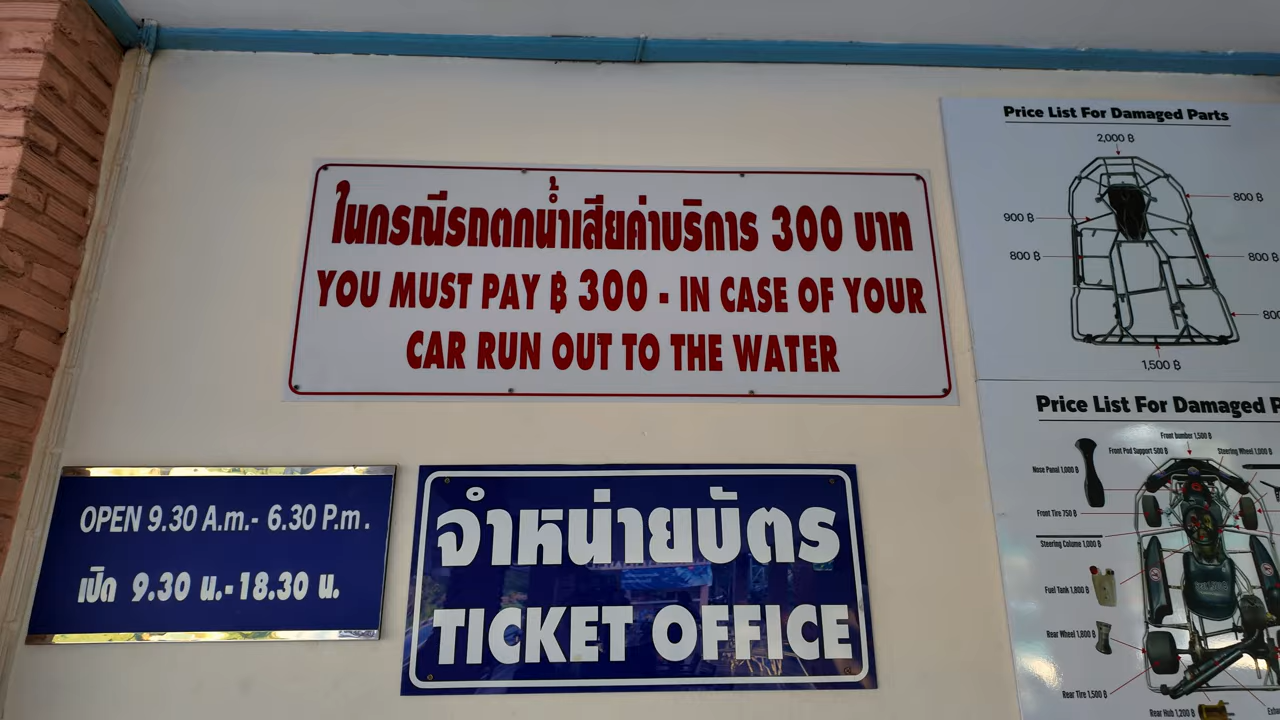 ในกรณีรถตกน้ำเสียค่าบริการ 300 บาท
YOU MUST PAY ฿ 300 - IN CASE OF YOUR
CAR RUN OUT TO THE WATER
OPEN 9.30 A.m.- 6.30 P.m.
เปิด 9.30 น.-18.30 น.
จำหน่ายบัตร
TICKET OFFICE
Price List For Damaged Parts
2,000 ฿
800 ฿
900 ฿
800 ฿
800 ฿
800
1,500 ฿
Price List For Damaged P
Front bumber 1,500 ฿
Front Pod Support 500 ฿
Steering Wheel 1,000 ฿
Nose Panel 1,000 ฿
Front Tire 750 ฿
Steering Column 1,000 ฿
Fuel Tank 1,800 ฿
Rear Wheel 1,800 ฿
Rear Tire 1,500 ฿
Rear Hub 1,200 ฿